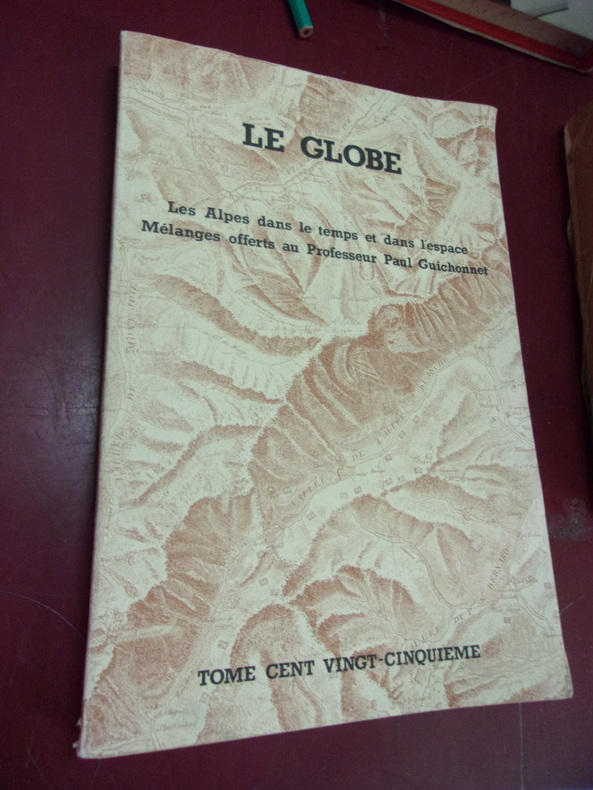 LE GLOBE
Les Alpes dans le temps et dans l'espace
Mélanges offerts au Professeur Paul Guichonnet
TOME CENT VINGT-CINQUIEME